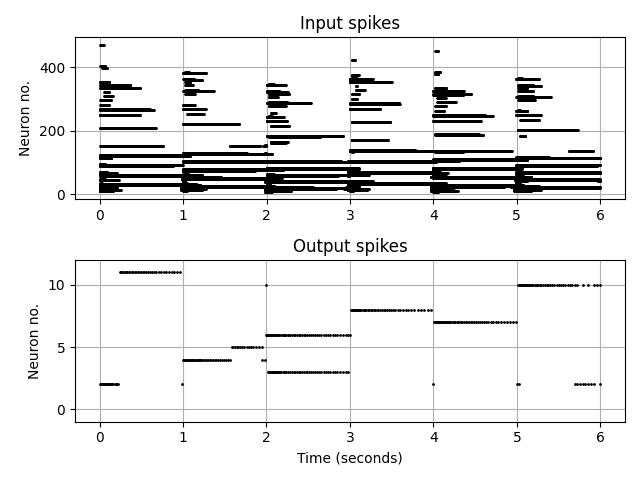 Input spikes
Neuron no.
400
200
0
0 1 2 3 4 5 6
Output spikes
Neuron no.
10
5
0
0 1 2 3 4 5 6
Time (seconds)